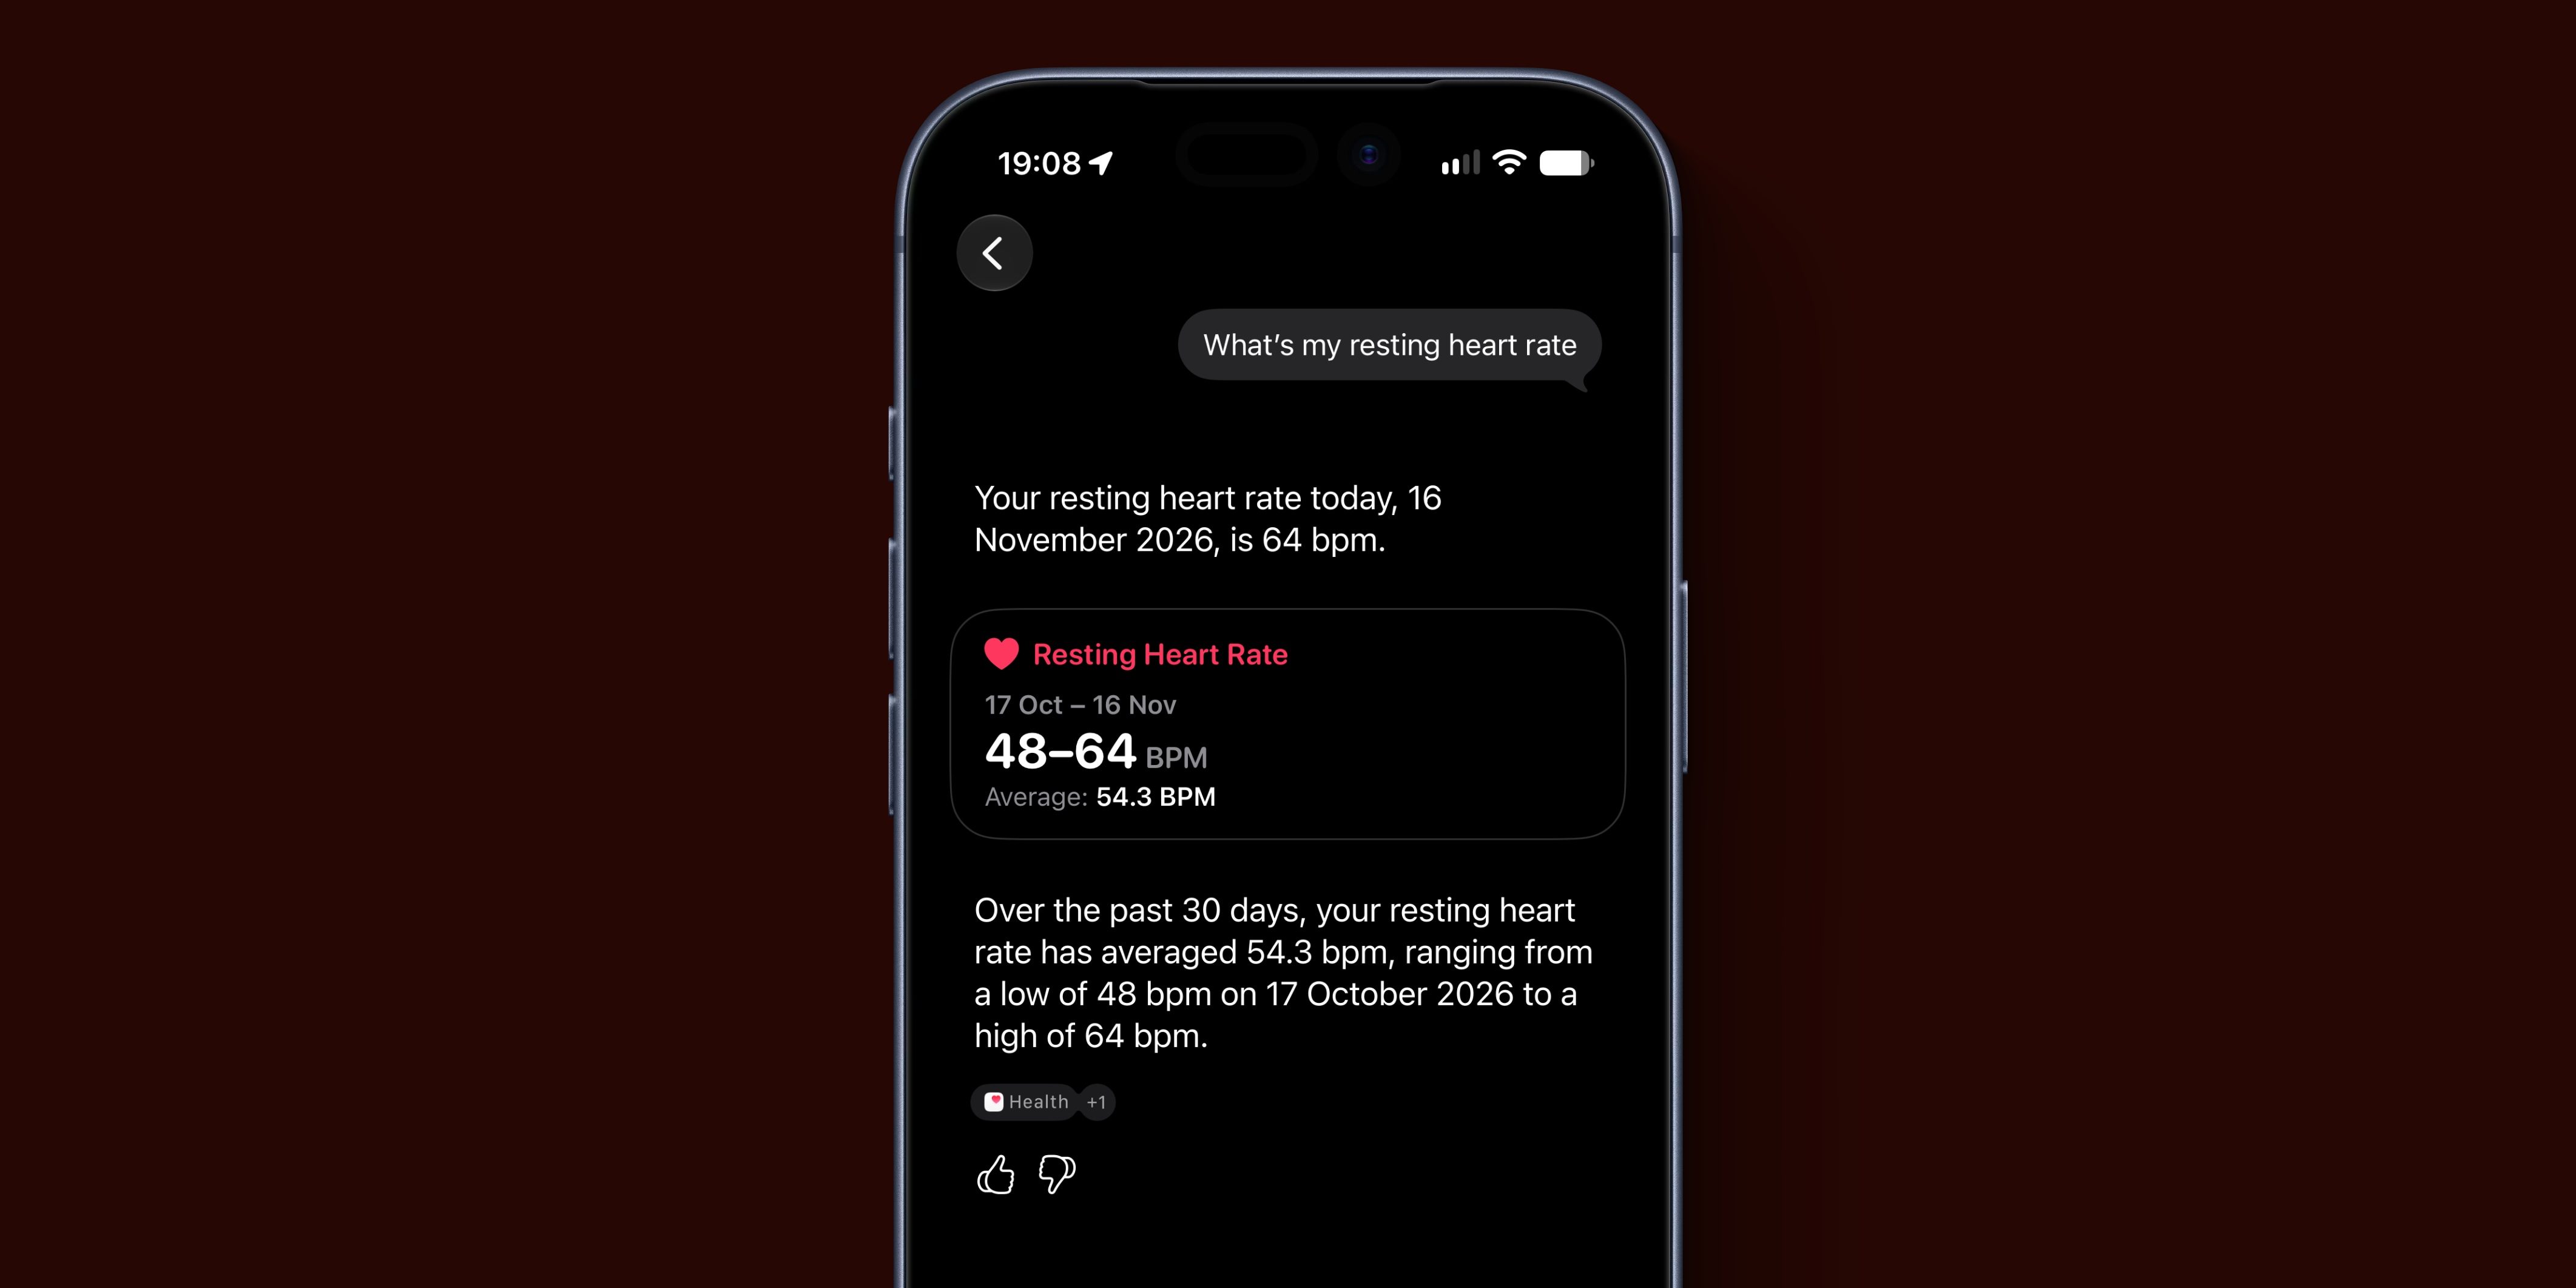 19:08
What's my resting heart rate
Your resting heart rate today, 16
November 2026, is 64 bpm.
Resting Heart Rate
17 Oct – 16 Nov
48–64 BPM
Average: 54.3 BPM
Over the past 30 days, your resting heart
rate has averaged 54.3 bpm, ranging from
a low of 48 bpm on 17 October 2026 to a
high of 64 bpm.
Health +1